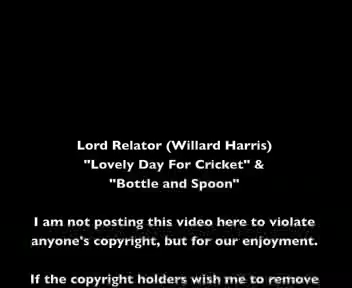 Lord Relator (Willard Harris)
"Lovely Day For Cricket" &
"Bottle and Spoon"
I am not posting this video here to violate
anyone's copyright, but for our enjoyment.
If the copyright holders wish me to remove